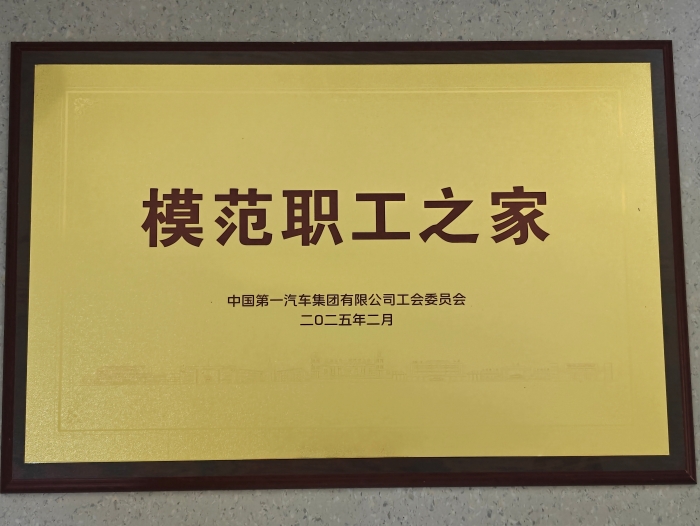 模范职工之家
中国第一汽车集团有限公司工会委员会
二〇二五年二月